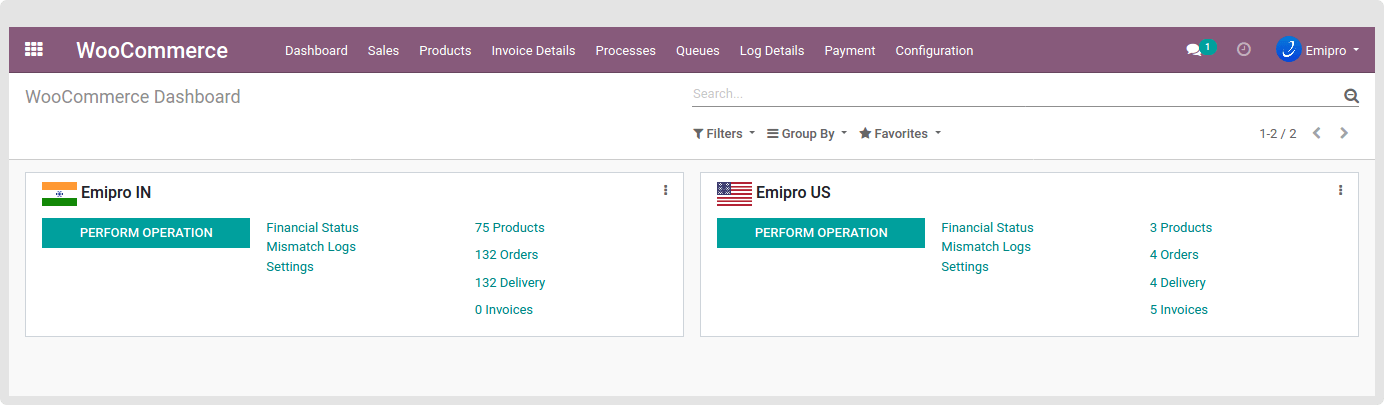 WooCommerce Dashboard Sales Products Invoice Details Processes Queues Log Details Payment Configuration 1 Emipro
WooCommerce Dashboard Search...
Filters Group By Favorites 1-2 / 2
Emipro IN
PERFORM OPERATION
Financial Status
Mismatch Logs
Settings
75 Products
132 Orders
132 Delivery
0 Invoices
Emipro US
PERFORM OPERATION
Financial Status
Mismatch Logs
Settings
3 Products
4 Orders
4 Delivery
5 Invoices